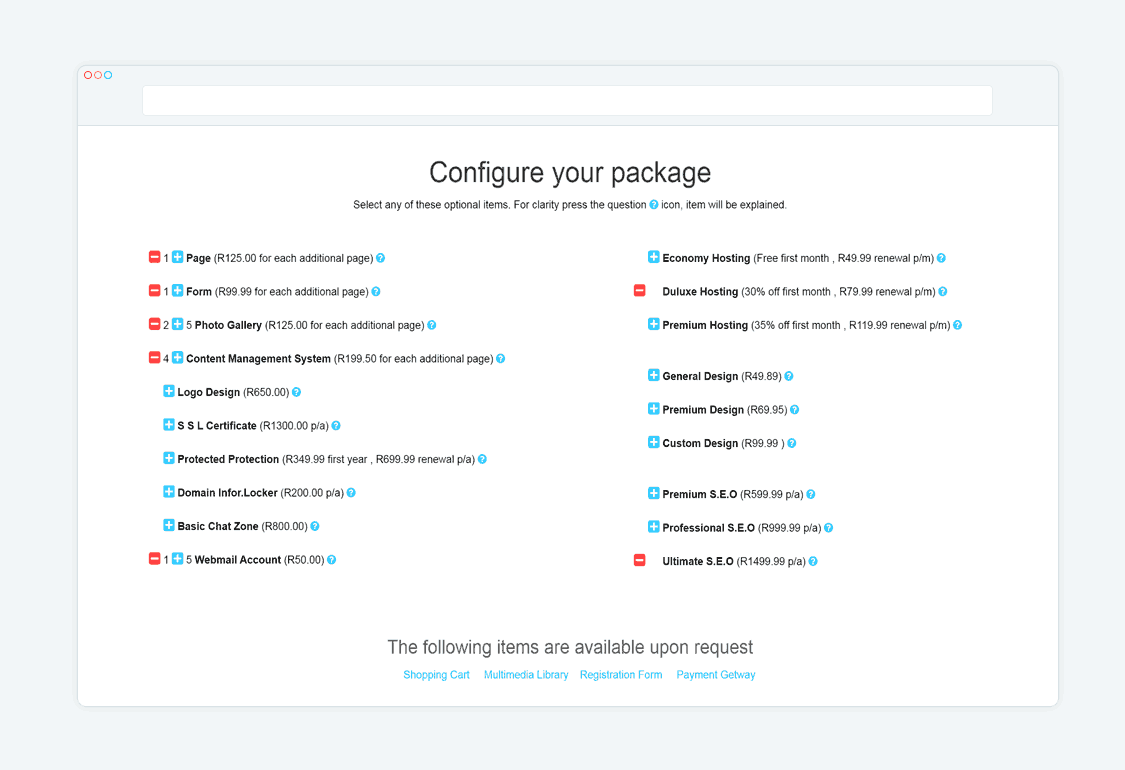 Configure your package
Select any of these optional items. For clarity press the question ? icon, item will be explained.
1 Page (R125.00 for each additional page) ?
1 Form (R99.99 for each additional page) ?
2 5 Photo Gallery (R125.00 for each additional page) ?
4 Content Management System (R199.50 for each additional page) ?
Logo Design (R650.00) ?
S S L Certificate (R1300.00 p/a) ?
Protected Protection (R349.99 first year , R699.99 renewal p/a) ?
Domain Infor.Locker (R200.00 p/a) ?
Basic Chat Zone (R800.00) ?
1 5 Webmail Account (R50.00) ?
Economy Hosting (Free first month , R49.99 renewal p/m) ?
Duluxe Hosting (30% off first month , R79.99 renewal p/m) ?
Premium Hosting (35% off first month , R119.99 renewal p/m) ?
General Design (R49.89) ?
Premium Design (R69.95) ?
Custom Design (R99.99 ) ?
Premium S.E.O (R599.99 p/a) ?
Professional S.E.O (R999.99 p/a) ?
Ultimate S.E.O (R1499.99 p/a) ?
The following items are available upon request
Shopping Cart Multimedia Library Registration Form Payment Getway